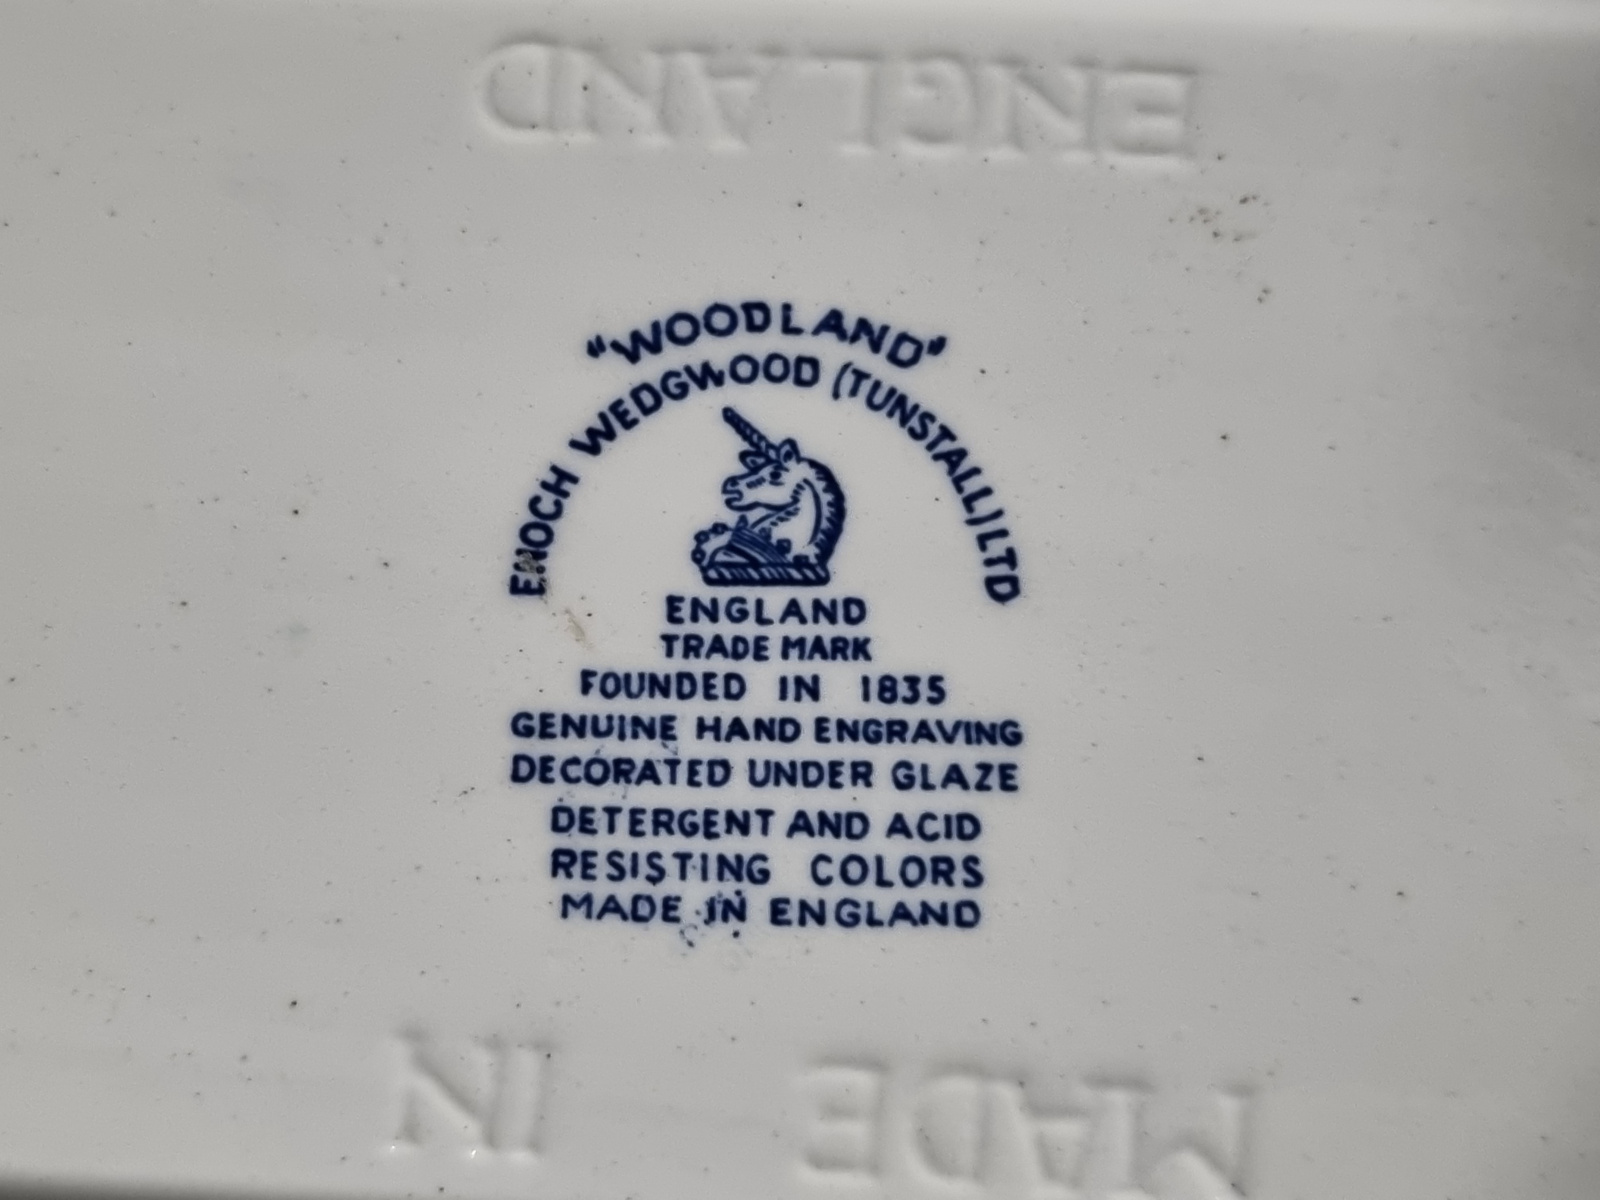 ENGLAND
"WOODLAND"
ENOCH WEDGWOOD (TUNSTALL) LTD
ENGLAND
TRADE MARK
FOUNDED IN 1835
GENUINE HAND ENGRAVING
DECORATED UNDER GLAZE
DETERGENT AND ACID
RESISTING COLORS
MADE IN ENGLAND
MADE IN